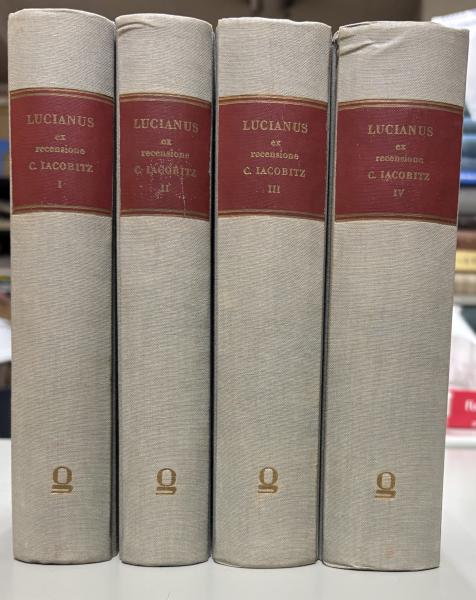 LUCIANUS
ex
recensione
C. IACOBITZ
I
LUCIANUS
ex
recensione
C. IACOBITZ
II
LUCIANUS
ex
recensione
C. IACOBITZ
III
LUCIANUS
ex
recensione
C. IACOBITZ
IV